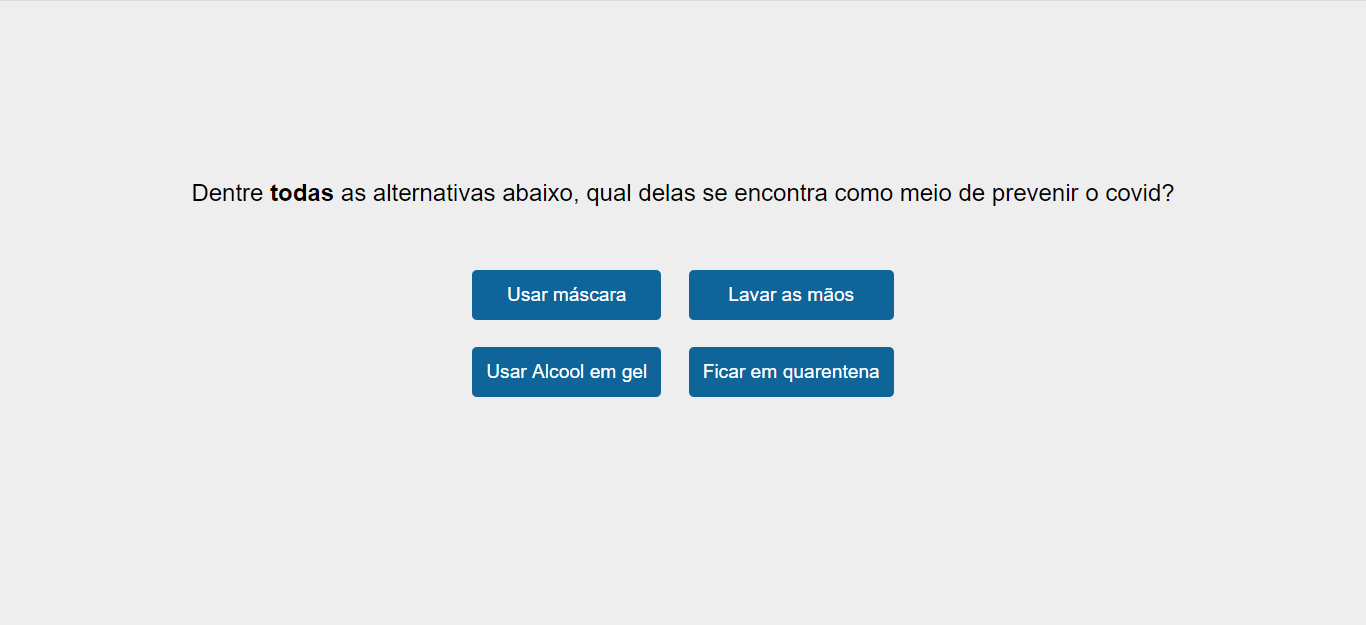 Dentre todas as alternativas abaixo, qual delas se encontra como meio de prevenir o covid?
Usar máscara
Lavar as mãos
Usar Alcool em gel
Ficar em quarentena